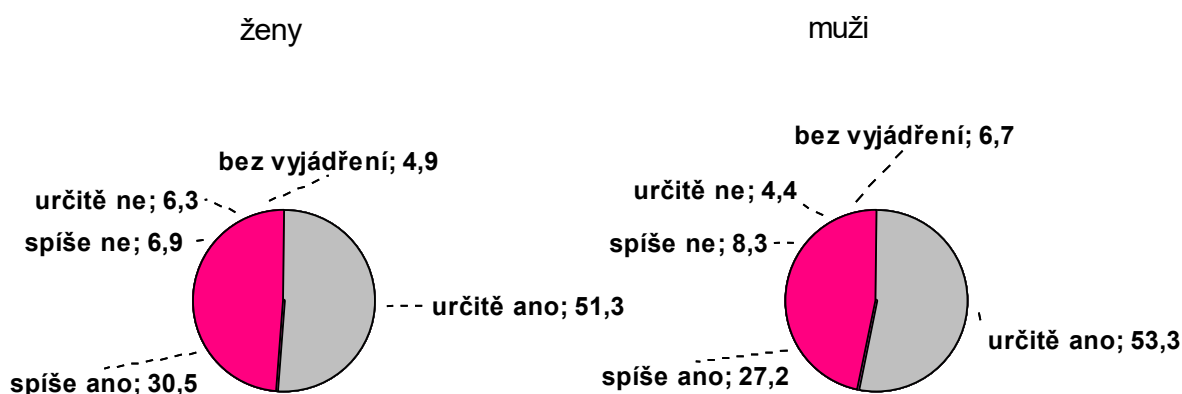 ženy
bez vyjádření; 4,9
určitě ne; 6,3
spíše ne; 6,9
určitě ano; 51,3
spíše ano; 30,5
muži
bez vyjádření; 6,7
určitě ne; 4,4
spíše ne; 8,3
určitě ano; 53,3
spíše ano; 27,2